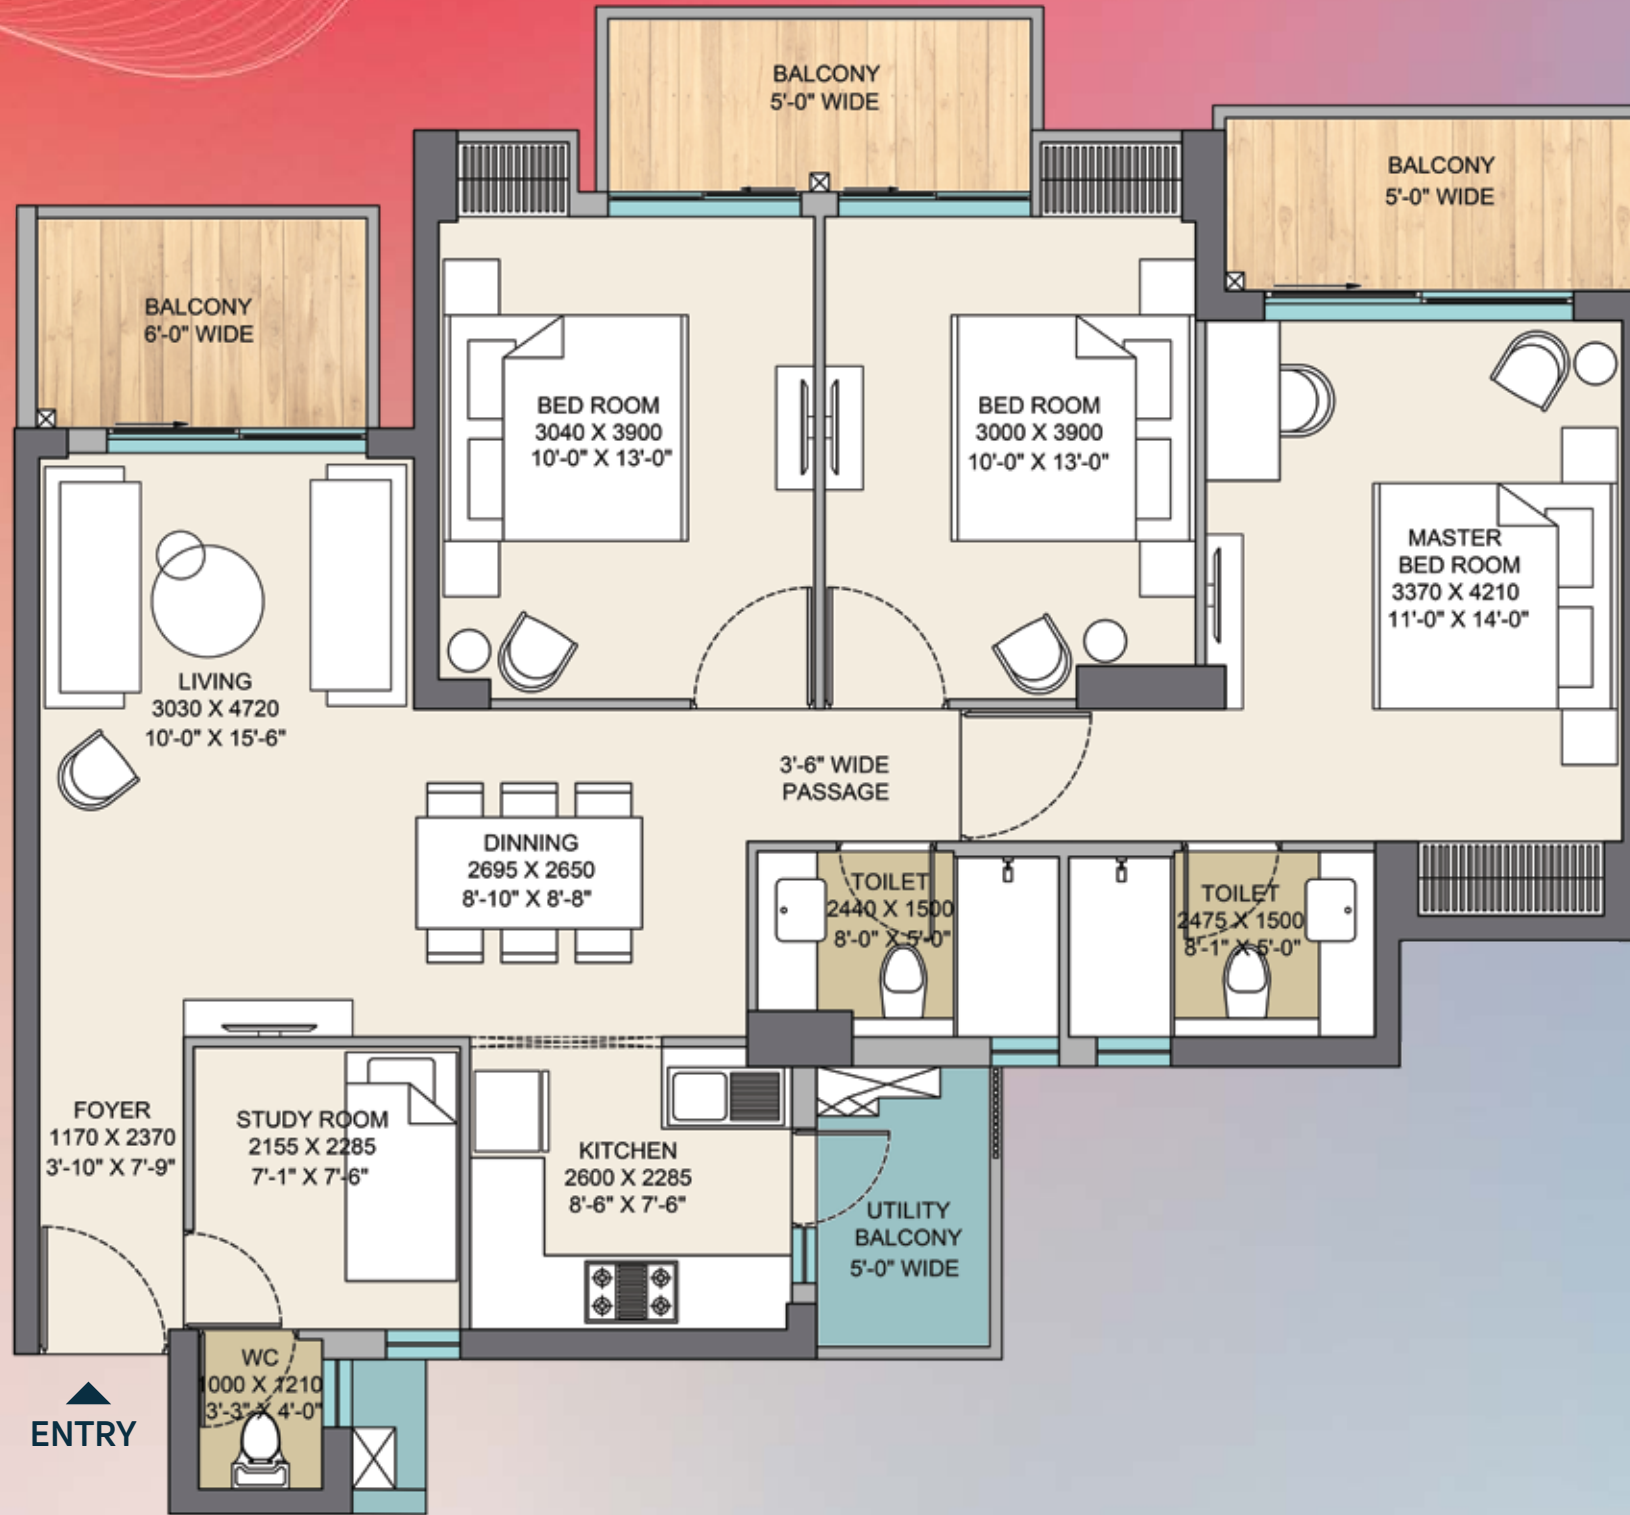 BALCONY
5'-0" WIDE
BALCONY
5'-0" WIDE
BALCONY
6'-0" WIDE
BED ROOM
3040 X 3900
10'-0" X 13'-0"
BED ROOM
3000 X 3900
10'-0" X 13'-0"
MASTER
BED ROOM
3370 X 4210
11'-0" X 14'-0"
LIVING
3030 X 4720
10'-0" X 15'-6"
3'-6" WIDE
PASSAGE
DINNING
2695 X 2650
8'-10" X 8'-8"
TOILET
2440 X 1500
8'-0" X 5'-0"
TOILET
2475 X 1500
8'-1" X 5'-0"
FOYER
1170 X 2370
3'-10" X 7'-9"
STUDY ROOM
2155 X 2285
7'-1" X 7'-6"
KITCHEN
2600 X 2285
8'-6" X 7'-6"
UTILITY
BALCONY
5'-0" WIDE
WC
1000 X 1210
3'-3" X 4'-0"
ENTRY